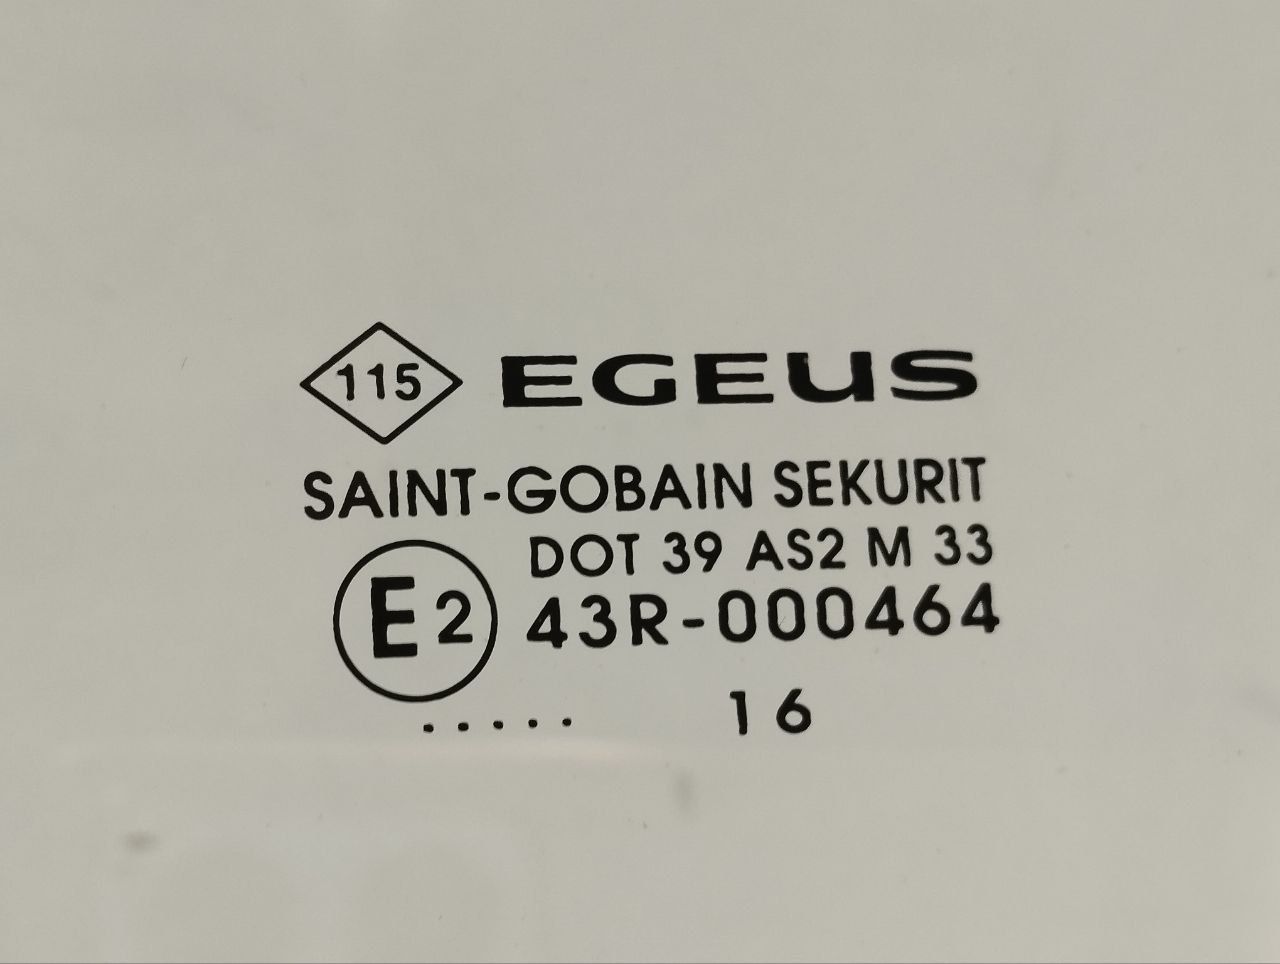 115 EGEUS
SAINT-GOBAIN SEKURIT
DOT 39 AS2 M 33
E2 43R-000464
..... 16